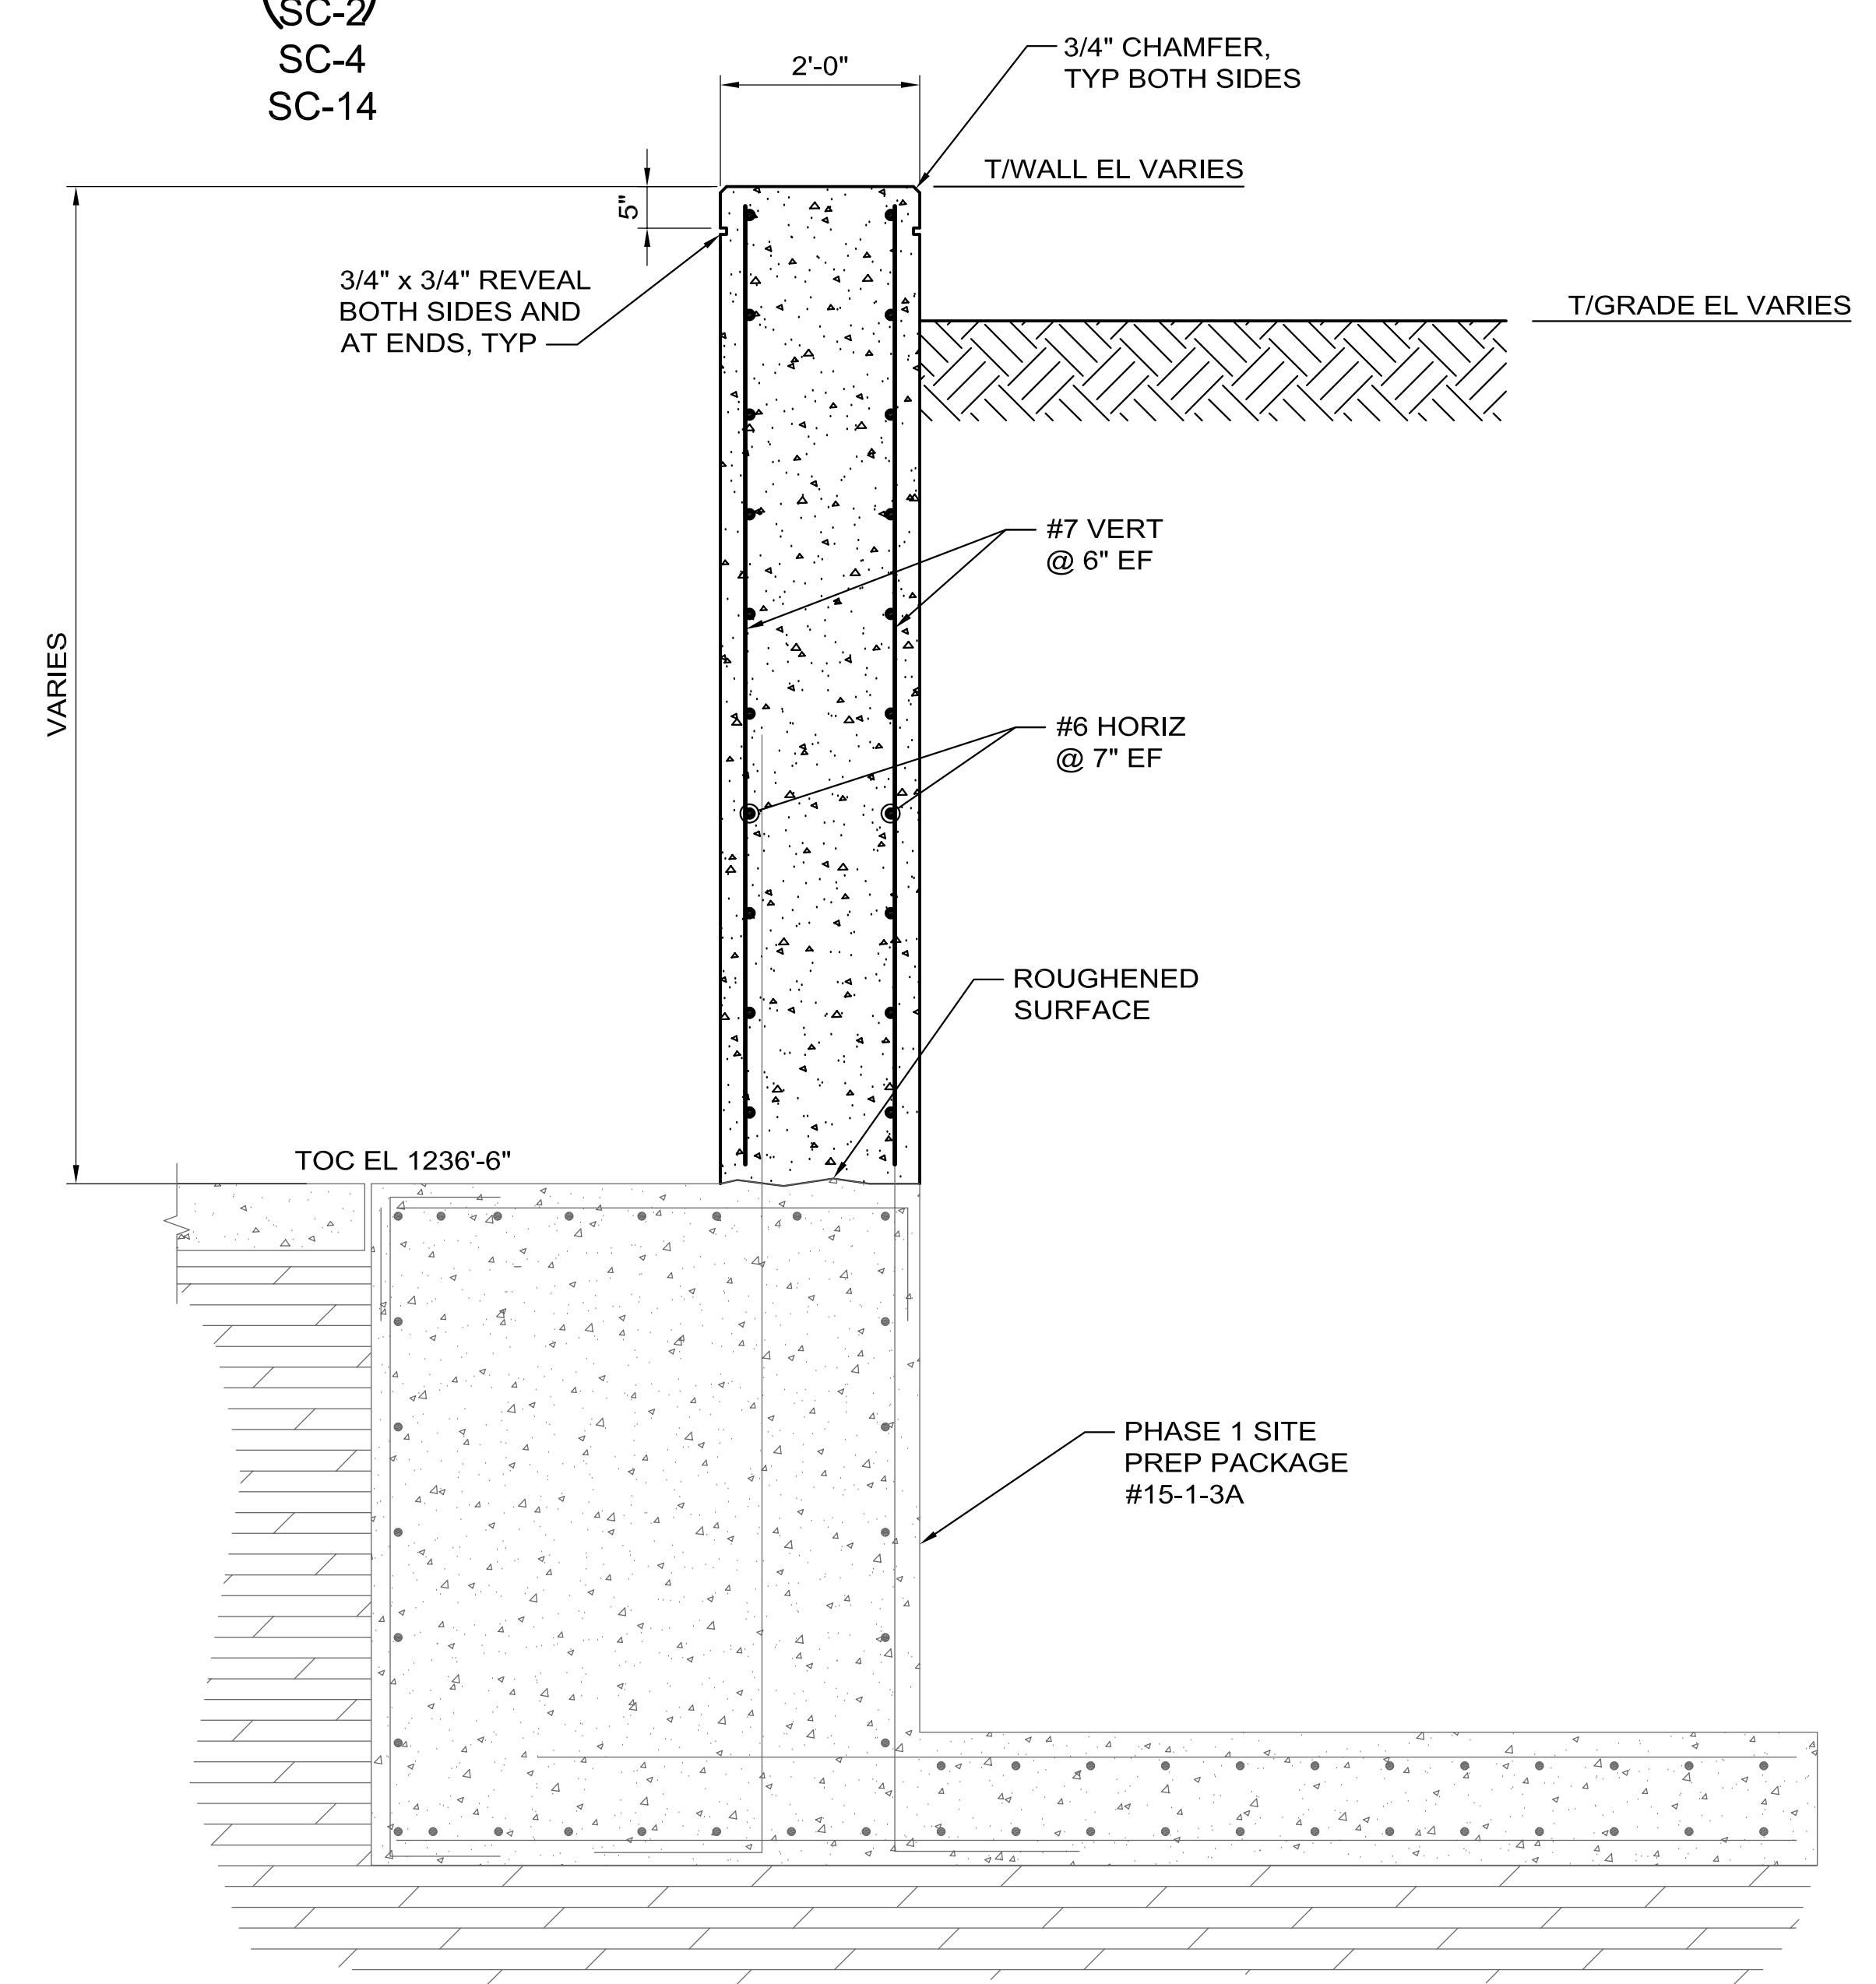 SC-2
SC-4
SC-14
2'-0"
3/4" CHAMFER,
TYP BOTH SIDES
T/WALL EL VARIES
5"
3/4" x 3/4" REVEAL
BOTH SIDES AND
AT ENDS, TYP
T/GRADE EL VARIES
#7 VERT
@ 6" EF
VARIES
#6 HORIZ
@ 7" EF
ROUGHENED
SURFACE
TOC EL 1236'-6"
PHASE 1 SITE
PREP PACKAGE
#15-1-3A